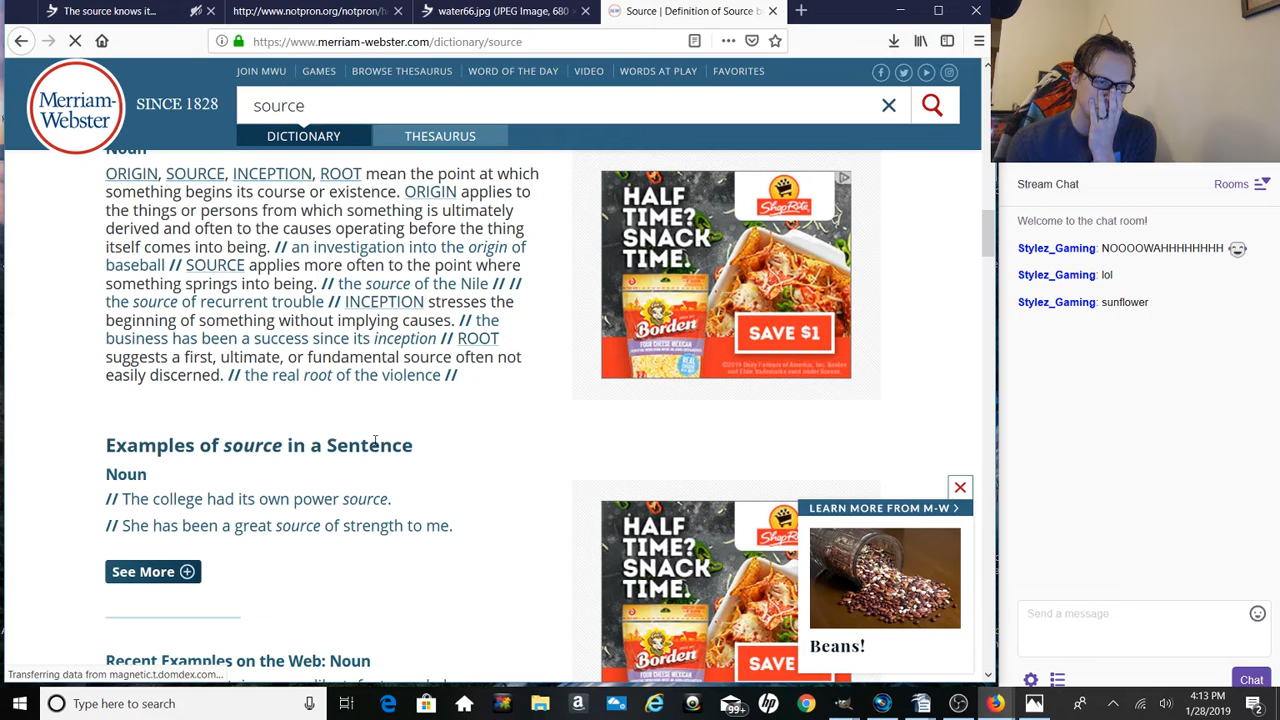 The source knows it...
http://www.notpron.org/notpron/h
water66.jpg (JPEG Image, 680 ×
Source | Definition of Source b
https://www.merriam-webster.com/dictionary/source
JOIN MWU GAMES BROWSE THESAURUS WORD OF THE DAY VIDEO WORDS AT PLAY FAVORITES
Merriam-
Webster
SINCE 1828
source
DICTIONARY THESAURUS
Noun
ORIGIN, SOURCE, INCEPTION, ROOT mean the point at which
something begins its course or existence. ORIGIN applies to
the things or persons from which something is ultimately
derived and often to the causes operating before the thing
itself comes into being. // an investigation into the origin of
baseball // SOURCE applies more often to the point where
something springs into being. // the source of the Nile // //
the source of recurrent trouble // INCEPTION stresses the
beginning of something without implying causes. // the
business has been a success since its inception // ROOT
suggests a first, ultimate, or fundamental source often not
easily discerned. // the real root of the violence //
Examples of source in a Sentence
Noun
// The college had its own power source.
// She has been a great source of strength to me.
See More
Recent Examples on the Web: Noun
Transferring data from magnetic.t.domdex.com...
HALF
TIME?
SNACK
TIME.
ShopRite
Borden
FOUR CHEESE MEXICAN
SAVE $1
HALF
TIME?
SNACK
TIME.
Borden
SAVE
LEARN MORE FROM M-W >
Beans!
Stream Chat
Rooms
Welcome to the chat room!
Stylez_Gaming: NOOOOWAHHHHHHHH
Stylez_Gaming: lol
Stylez_Gaming: sunflower
Send a message
Chat
Type here to search
99+
4:13 PM
1/28/2019
2